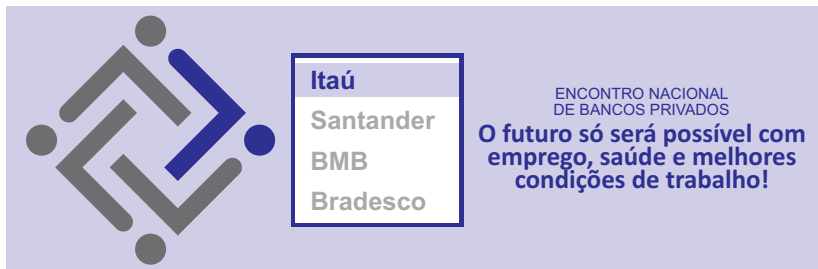 Itaú
Santander
BMB
Bradesco
ENCONTRO NACIONAL
DE BANCOS PRIVADOS
O futuro só será possível com
emprego, saúde e melhores
condições de trabalho!